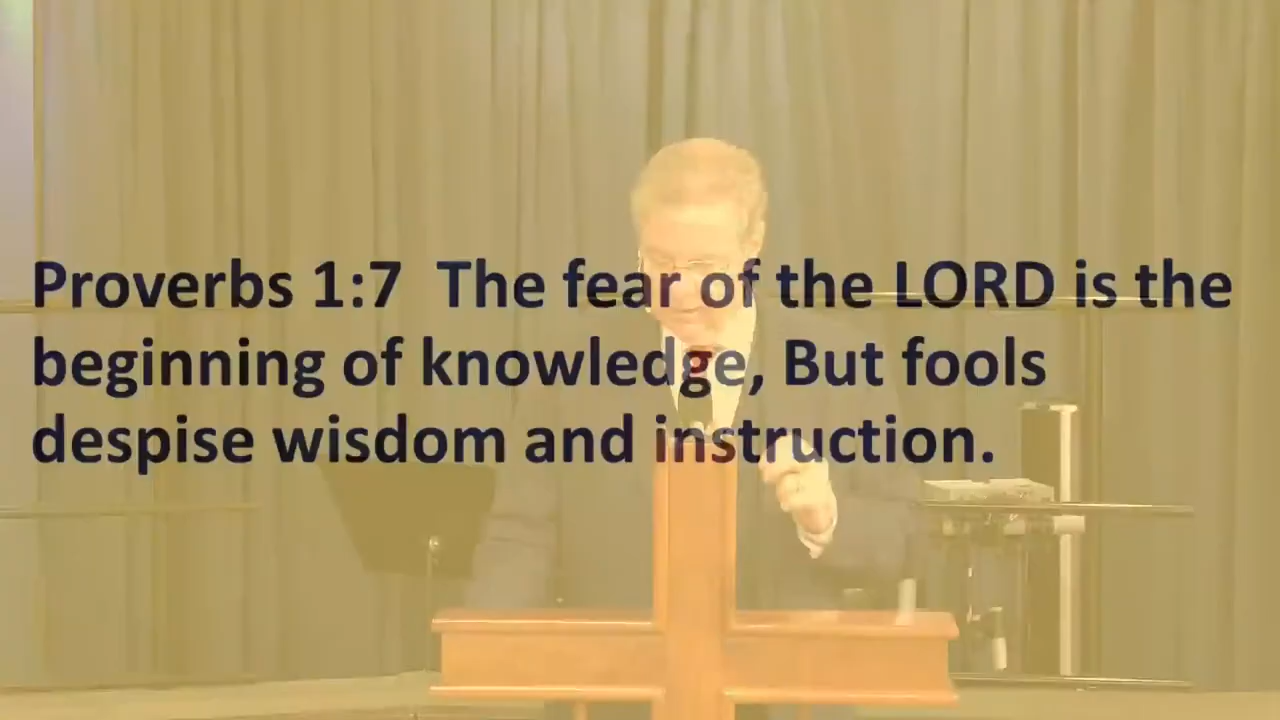 Proverbs 1:7  The fear of the LORD is the
beginning of knowledge, But fools
despise wisdom and instruction.